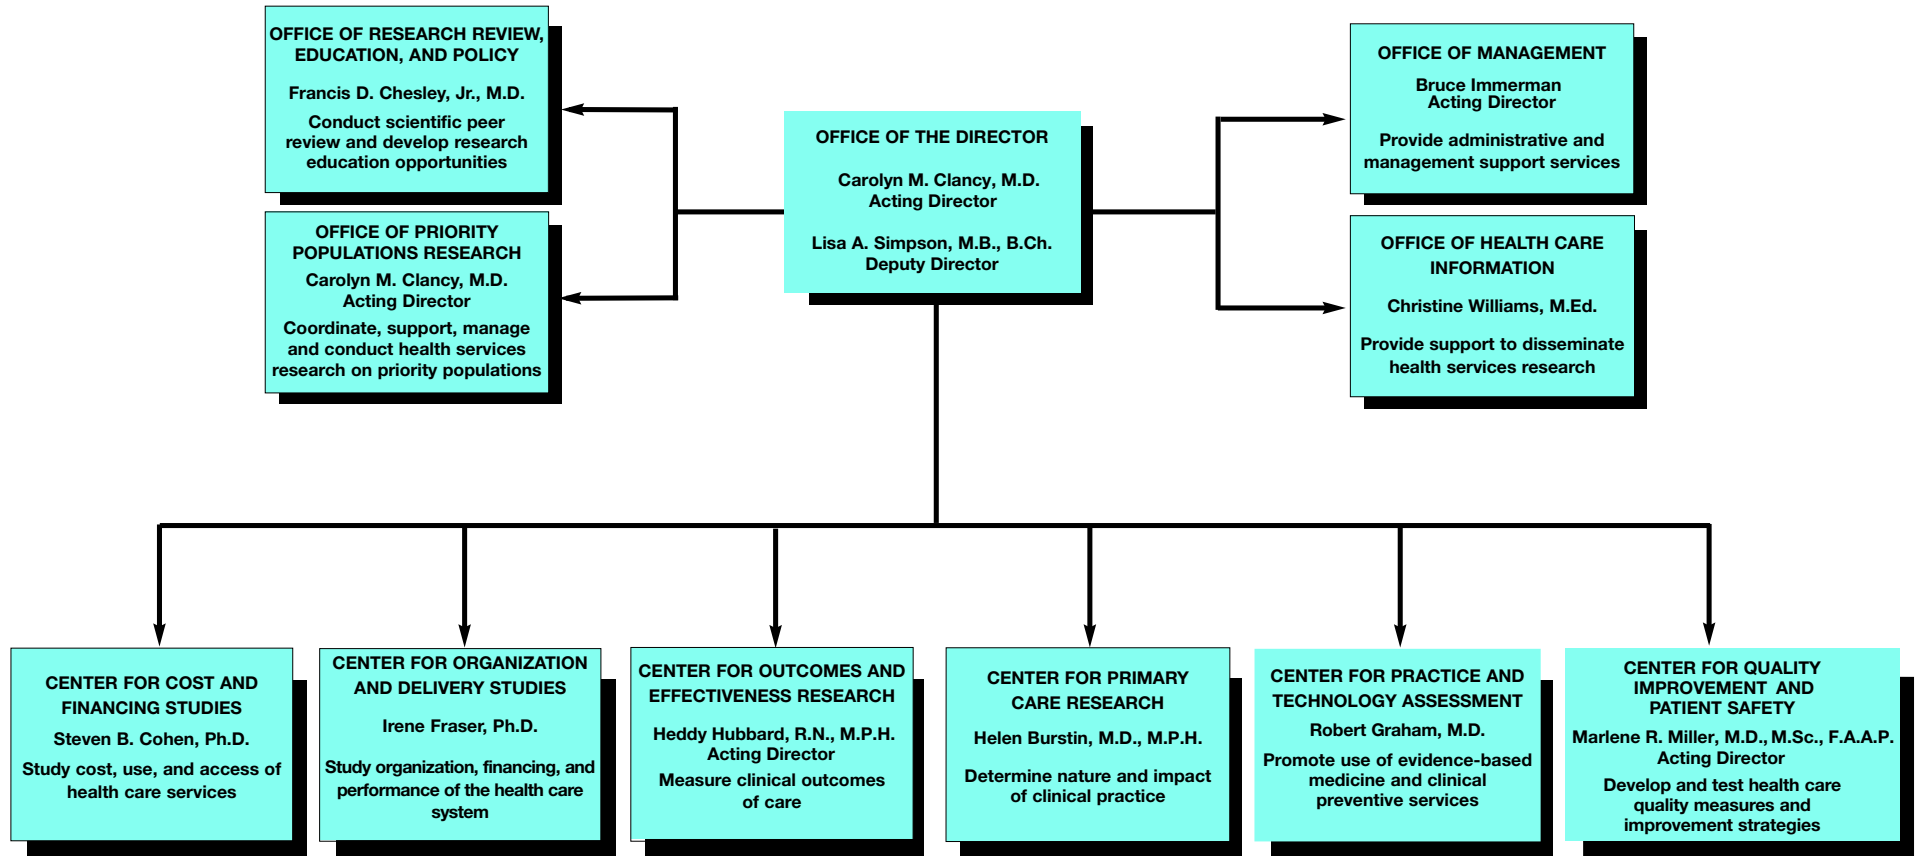 OFFICE OF RESEARCH REVIEW,
EDUCATION, AND POLICY
Francis D. Chesley, Jr., M.D.
Conduct scientific peer
review and develop research
education opportunities
OFFICE OF PRIORITY
POPULATIONS RESEARCH
Carolyn M. Clancy, M.D.
Acting Director
Coordinate, support, manage
and conduct health services
research on priority populations
OFFICE OF THE DIRECTOR
Carolyn M. Clancy, M.D.
Acting Director
Lisa A. Simpson, M.B., B.Ch.
Deputy Director
OFFICE OF MANAGEMENT
Bruce Immerman
Acting Director
Provide administrative and
management support services
OFFICE OF HEALTH CARE
INFORMATION
Christine Williams, M.Ed.
Provide support to disseminate
health services research
CENTER FOR COST AND
FINANCING STUDIES
Steven B. Cohen, Ph.D.
Study cost, use, and access of
health care services
CENTER FOR ORGANIZATION
AND DELIVERY STUDIES
Irene Fraser, Ph.D.
Study organization, financing, and
performance of the health care
system
CENTER FOR OUTCOMES AND
EFFECTIVENESS RESEARCH
Heddy Hubbard, R.N., M.P.H.
Acting Director
Measure clinical outcomes
of care
CENTER FOR PRIMARY
CARE RESEARCH
Helen Burstin, M.D., M.P.H.
Determine nature and impact
of clinical practice
CENTER FOR PRACTICE AND
TECHNOLOGY ASSESSMENT
Robert Graham, M.D.
Promote use of evidence-based
medicine and clinical
preventive services
CENTER FOR QUALITY
IMPROVEMENT AND
PATIENT SAFETY
Marlene R. Miller, M.D., M.Sc., F.A.A.P.
Acting Director
Develop and test health care
quality measures and
improvement strategies